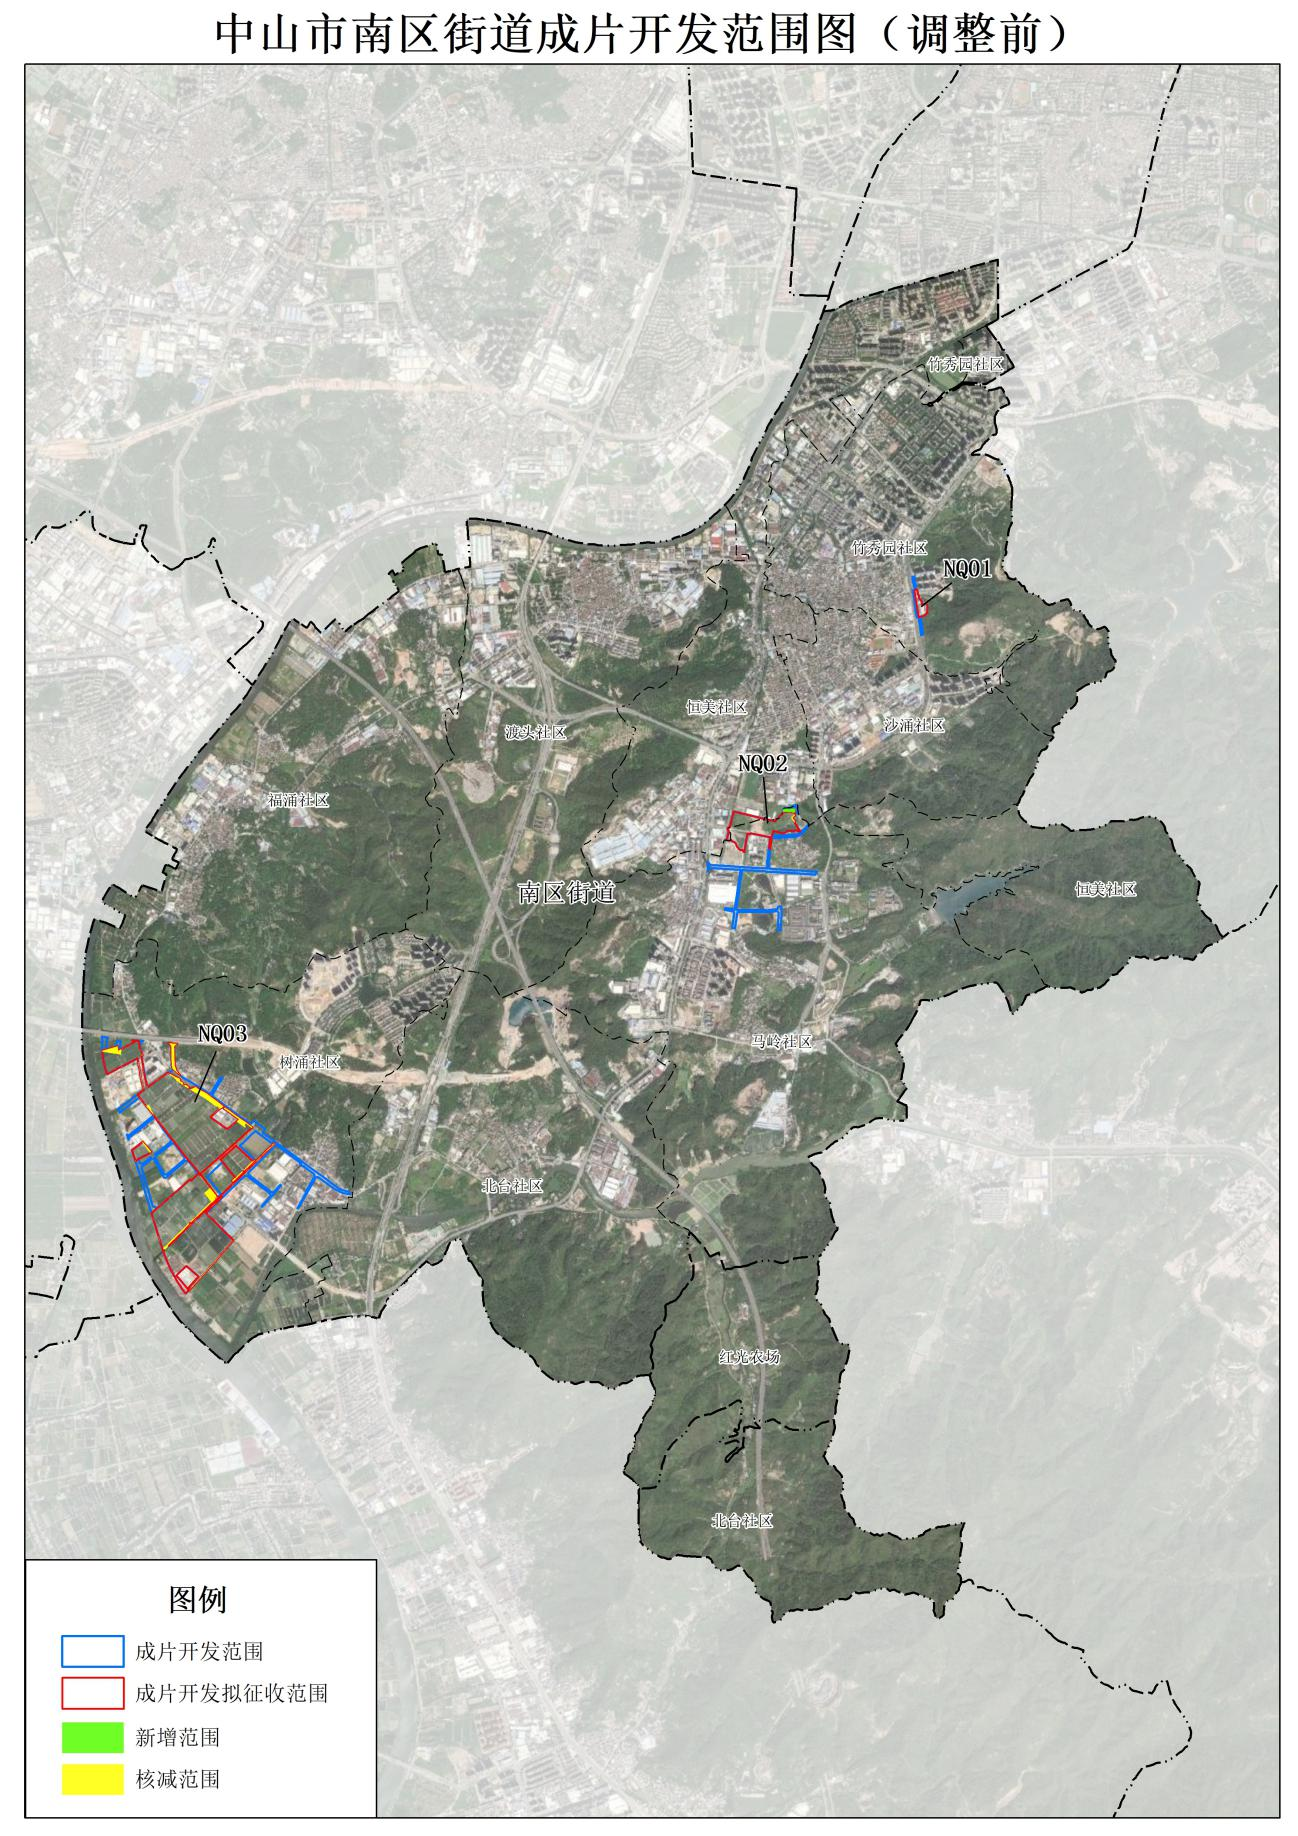 中山市南区街道成片开发范围图（调整前）
竹秀园社区
竹秀园社区
NQ01
恒美社区
沙涌社区
渡头社区
NQ02
福涌社区
南区街道
恒美社区
NQ03
马岭社区
树涌社区
北台社区
红光农场
北台社区
图例
成片开发范围
成片开发拟征收范围
新增范围
核减范围